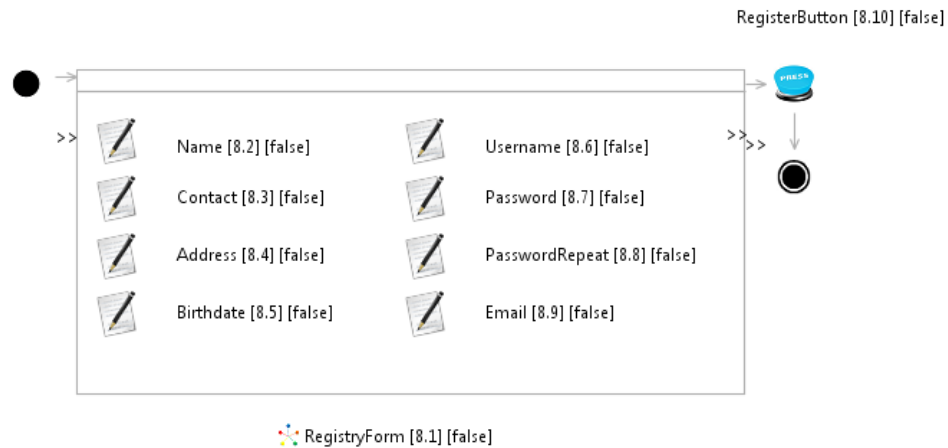 RegisterButton [8.10] [false]
PRESS
>>
Name [8.2] [false]
Username [8.6] [false]
>>
>>
Contact [8.3] [false]
Password [8.7] [false]
Address [8.4] [false]
PasswordRepeat [8.8] [false]
Birthdate [8.5] [false]
Email [8.9] [false]
RegistryForm [8.1] [false]